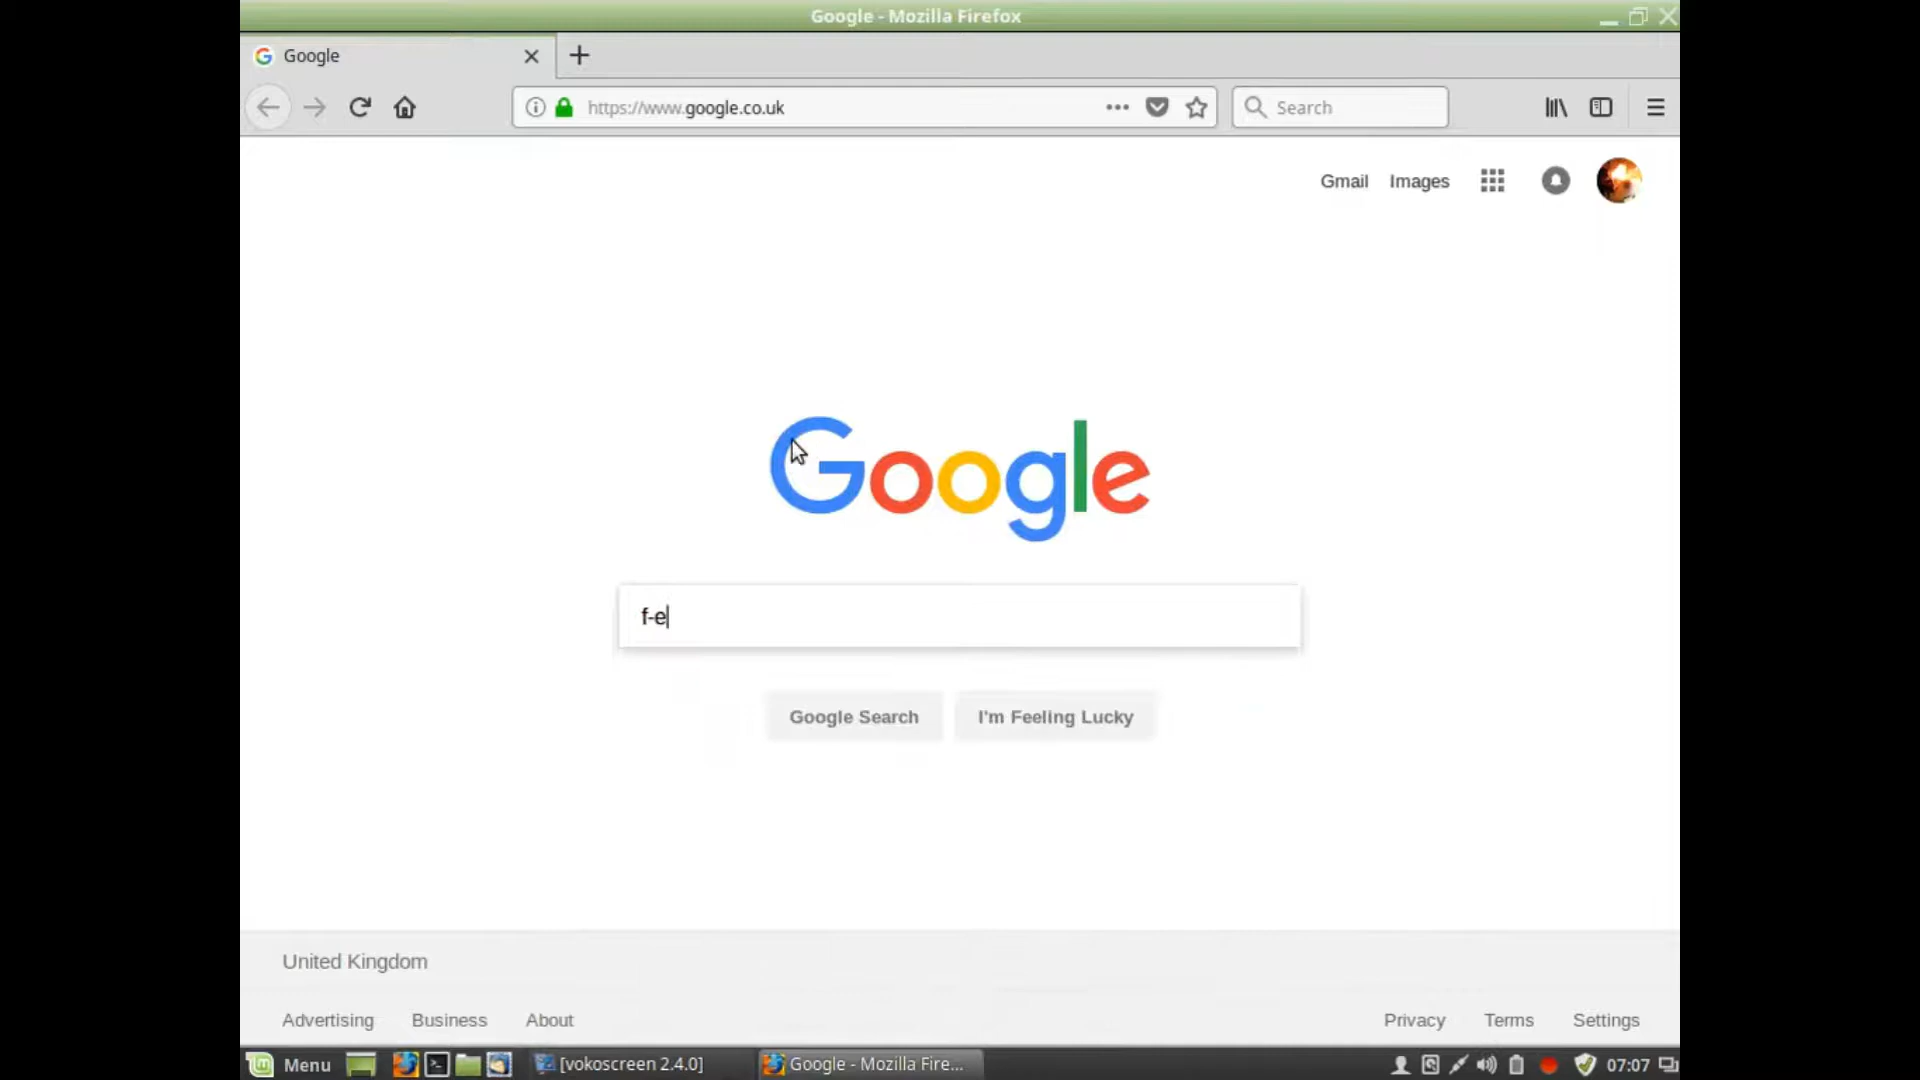 Google - Mozilla Firefox
Google
https://www.google.co.uk
Search
Gmail Images
Google
f-e
Google Search I'm Feeling Lucky
United Kingdom
Advertising Business About Privacy Terms Settings
Menu [vokoscreen 2.4.0] Google - Mozilla Fire... 07:07